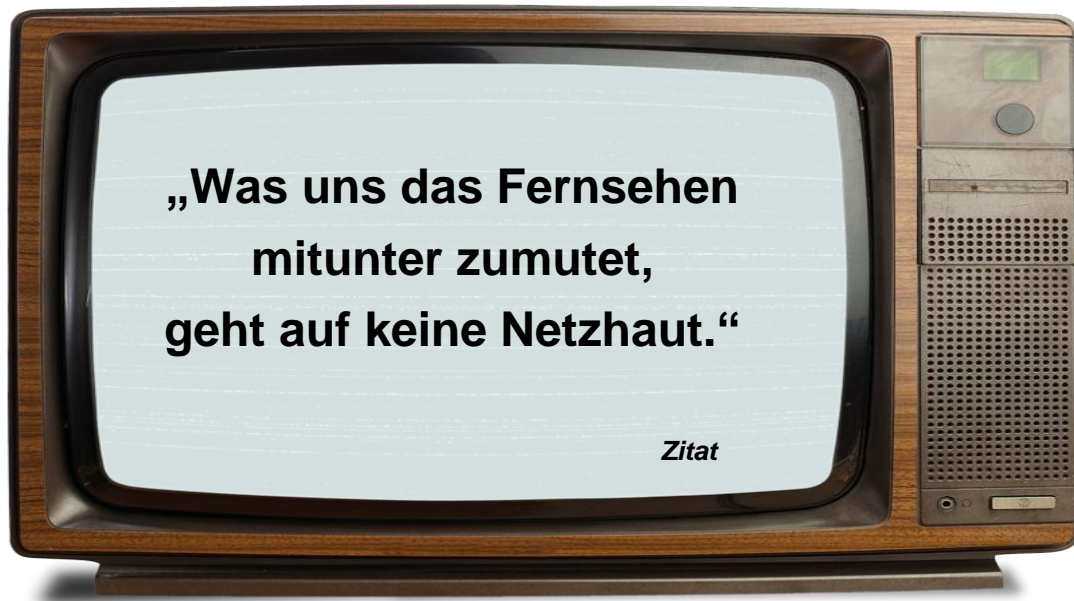 „Was uns das Fernsehen
mitunter zumutet,
geht auf keine Netzhaut.“
Zitat